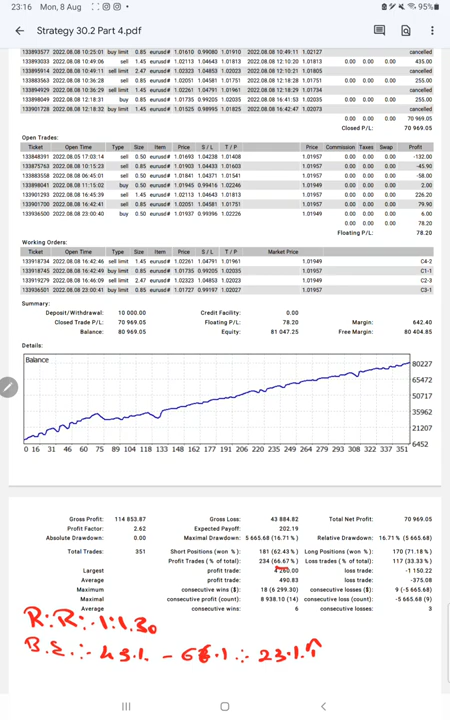 23:16 Mon, 8 Aug 95%
Strategy 30.2 Part 4.pdf
133893577 2022.08.08 10:25:01 buy limit 0.85 eurusd# 1.01610 0.99080 1.01910 2022.08.08 10:49:11 1.02127 cancelled
133893033 2022.08.08 10:49:06 sell 1.45 eurusd# 1.02113 1.04643 1.01813 2022.08.08 12:10:20 1.01813 0.00 0.00 0.00 435.00
133895914 2022.08.08 10:49:11 sell limit 2.47 eurusd# 1.02323 1.04853 1.02023 2022.08.08 12:10:21 1.01805 cancelled
133883563 2022.08.08 10:36:28 sell 0.85 eurusd# 1.02051 1.04581 1.01751 2022.08.08 12:18:28 1.01751 0.00 0.00 0.00 255.00
133894929 2022.08.08 10:36:29 sell limit 1.45 eurusd# 1.02261 1.04791 1.01961 2022.08.08 12:18:29 1.01734 cancelled
133898049 2022.08.08 12:18:31 buy 0.85 eurusd# 1.01735 0.99205 1.02035 2022.08.08 16:41:53 1.02035 0.00 0.00 0.00 255.00
133901728 2022.08.08 12:18:32 buy limit 1.45 eurusd# 1.01525 0.98995 1.01825 2022.08.08 16:42:47 1.02073 cancelled
0.00 0.00 0.00 70 969.05
Closed P/L: 70 969.05
Open Trades:
Ticket Open Time Type Size Item Price S / L T / P Price Commission Taxes Swap Profit
133848391 2022.08.05 17:03:14 sell 0.50 eurusd# 1.01693 1.04238 1.01408 1.01957 0.00 0.00 0.00 -132.00
133875763 2022.08.08 10:15:23 sell 0.85 eurusd# 1.01903 1.04433 1.01603 1.01957 0.00 0.00 0.00 -45.90
133883558 2022.08.08 06:45:01 sell 0.50 eurusd# 1.01841 1.04371 1.01541 1.01957 0.00 0.00 0.00 -58.00
133898041 2022.08.08 11:15:02 buy 0.50 eurusd# 1.01945 0.99416 1.02246 1.01949 0.00 0.00 0.00 2.00
133901293 2022.08.08 16:45:39 sell 1.45 eurusd# 1.02113 1.04643 1.01813 1.01957 0.00 0.00 0.00 226.20
133901700 2022.08.08 16:42:41 sell 0.85 eurusd# 1.02051 1.04581 1.01751 1.01957 0.00 0.00 0.00 79.90
133936500 2022.08.08 23:00:40 buy 0.50 eurusd# 1.01937 0.99396 1.02226 1.01949 0.00 0.00 0.00 6.00
0.00 0.00 0.00 78.20
Floating P/L: 78.20
Working Orders:
Ticket Open Time Type Size Item Price S / L T / P Market Price
133918734 2022.08.08 16:42:46 sell limit 1.45 eurusd# 1.02261 1.04791 1.01961 1.01949 C4-2
133918745 2022.08.08 16:42:49 buy limit 0.85 eurusd# 1.01735 0.99205 1.02035 1.01957 C1-1
133919279 2022.08.08 16:46:09 sell limit 2.47 eurusd# 1.02323 1.04853 1.02023 1.01949 C2-3
133936501 2022.08.08 23:00:41 buy limit 0.85 eurusd# 1.01727 0.99197 1.02027 1.01957 C3-1
Summary:
Deposit/Withdrawal: 10 000.00 Credit Facility: 0.00
Closed Trade P/L: 70 969.05 Floating P/L: 78.20 Margin: 642.40
Balance: 80 969.05 Equity: 81 047.25 Free Margin: 80 404.85
Details:
Balance
80227
65472
50717
35962
21207
6452
0 16 31 46 60 75 89 104 119 133 148 162 177 191 206 220 235 249 264 279 293 308 322 337 351
Gross Profit: 114 853.87 Gross Loss: 43 884.82 Total Net Profit: 70 969.05
Profit Factor: 2.62 Expected Payoff: 202.19
Absolute Drawdown: 0.00 Maximal Drawdown: 5 665.68 (16.71%) Relative Drawdown: 16.71% (5 665.68)
Total Trades: 351 Short Positions (won %): 181 (62.43%) Long Positions (won %): 170 (71.18%)
Profit Trades (% of total): 234 (66.67%) Loss trades (% of total): 117 (33.33%)
Largest profit trade: 4 260.00 loss trade: -1 150.22
Average profit trade: 490.83 loss trade: -375.08
Maximum consecutive wins ($): 14 (6 299.30) consecutive losses ($): 9 (-5 665.68)
Maximal consecutive profit (count): 8 938.10 (14) consecutive loss (count): -5 665.68 (9)
Average consecutive wins: 6 consecutive losses: 3
R:R:-1:1.30